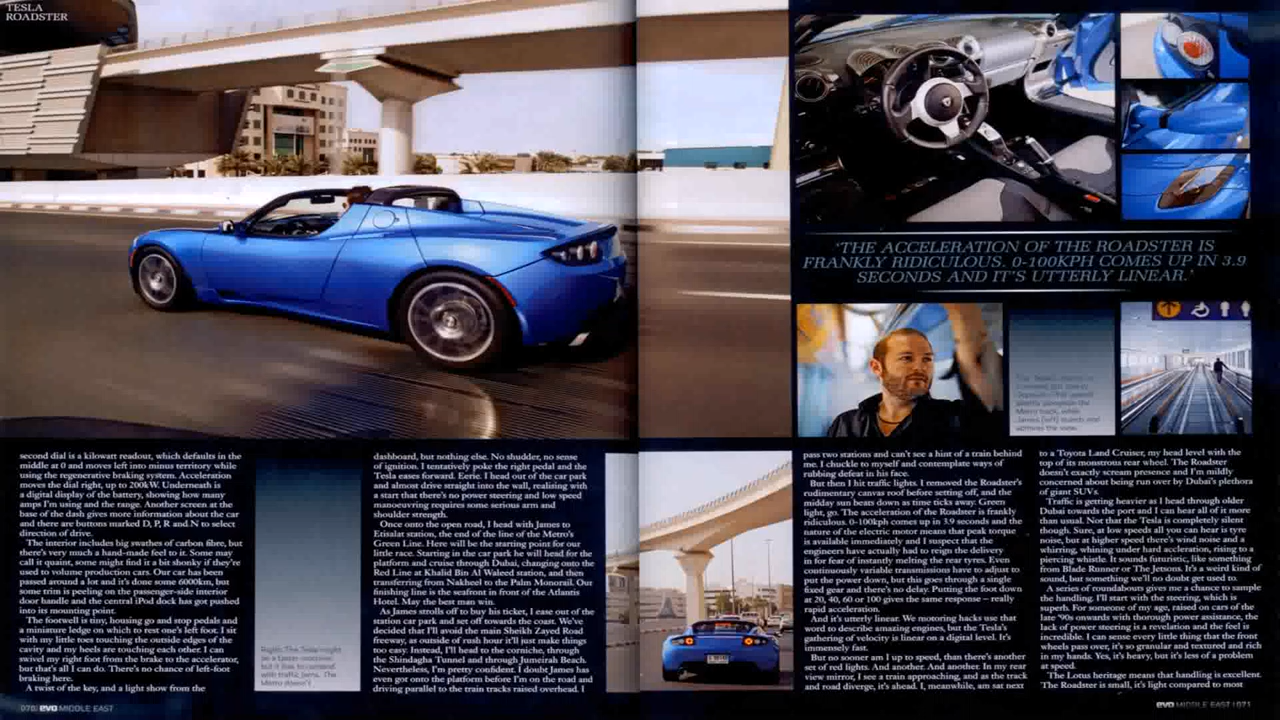 TESLA
ROADSTER
'THE ACCELERATION OF THE ROADSTER IS
FRANKLY RIDICULOUS. 0-100KPH COMES UP IN 3.9
SECONDS AND IT'S UTTERLY LINEAR.'
second dial is a kilowatt readout, which defaults in the
middle at 0 and moves left into minus territory while
using the regenerative braking system. Acceleration
moves the dial right, up to 200kW. Underneath is
a digital display of the battery, showing how many
amps I'm using and the range. Another screen at the
base of the dash gives more information about the car
and there are buttons marked D, P, R and N to select
direction of drive.
The interior includes big swathes of carbon fibre, but
there's very much a hand-made feel to it. Some may
call it quaint, some might find it a bit shonky if they're
used to volume production cars. Our car has been
passed around a lot and it's done some 6000km, but
some trim is peeling on the passenger-side interior
door handle and the central iPod dock has got pushed
into its mounting point.
The footwell is tiny, housing go and stop pedals and
a miniature ledge on which to rest one's left foot. I sit
with my little toes touching the outside edges of the
cavity and my heels are touching each other. I can
swivel my right foot from the brake to the accelerator,
but that's all I can do. There's no chance of left-foot
braking here.
A twist of the key, and a light show from the
Right: The Tesla might
be a faster machine
but it has to contend
with traffic jams. The
Metro doesn't
dashboard, but nothing else. No shudder, no sense
of ignition. I tentatively poke the right pedal and the
Tesla eases forward. Eerie. I head out of the car park
and almost drive straight into the wall, realising with
a start that there's no power steering and low speed
manoeuvring requires some serious arm and
shoulder strength.
Once onto the open road, I head with James to
Etisalat station, the end of the line of the Metro's
Green Line. Here will be the starting point for our
little race. Starting in the car park he will head for the
platform and cruise through Dubai, changing onto the
Red Line at Khalid Bin Al Waleed station, and then
transferring from Nakheel to the Palm Monorail. Our
finishing line is the seafront in front of the Atlantis
Hotel. May the best man win.
As James strolls off to buy his ticket, I ease out of the
station car park and set off towards the coast. We've
decided that I'll avoid the main Sheikh Zayed Road
freeway, as outside of rush hour it'll just make things
too easy. Instead, I'll head to the corniche, through
the Shindagha Tunnel and through Jumeirah Beach.
Nevertheless, I'm pretty confident. I doubt James has
even got onto the platform before I'm on the road and
driving parallel to the train tracks raised overhead. I
pass two stations and can't see a hint of a train behind
me. I chuckle to myself and contemplate ways of
rubbing defeat in his face.
But then I hit traffic lights. I removed the Roadster's
rudimentary canvas roof before setting off, and the
midday sun beats down as time ticks away. Green
light, go. The acceleration of the Roadster is frankly
ridiculous. 0-100kph comes up in 3.9 seconds and the
nature of the electric motor means that peak torque
is available immediately and I suspect that the
engineers have actually had to reign the delivery
in for fear of instantly melting the rear tyres. Even
continuously variable transmissions have to adjust to
put the power down, but this goes through a single
fixed gear and there's no delay. Putting the foot down
at 20, 40, 60 or 100 gives the same response – really
rapid acceleration.
And it's utterly linear. We motoring hacks use that
word to describe amazing engines, but the Tesla's
gathering of velocity is linear on a digital level. It's
immensely fast.
But no sooner am I up to speed, than there's another
set of red lights. And another. And another. In my rear
view mirror, I see a train approaching, and as the track
and road diverge, it's ahead. I, meanwhile, am sat next
to a Toyota Land Cruiser, my head level with the
top of its monstrous rear wheel. The Roadster
doesn't exactly scream presence and I'm mildly
concerned about being run over by Dubai's plethora
of giant SUVs.
Traffic is getting heavier as I head through older
Dubai towards the port and I can hear all of it more
than usual. Not that the Tesla is completely silent
though. Sure, at low speeds all you can hear is tyre
noise, but at higher speed there's wind noise and a
whirring, whining under hard acceleration, rising to a
piercing whistle. It sounds futuristic, like something
from Blade Runner or The Jetsons. It's a weird kind of
sound, but something we'll no doubt get used to.
A series of roundabouts give me a chance to sample
the handling. I'll start with the steering, which is
superb. For someone of my age, raised on cars of the
late '90s onwards with thorough power assistance, the
lack of power steering is a revelation and the feel is
incredible. I can sense every little thing that the front
wheels pass over, it's so granular and textured and rich
in my hands. Yes, it's heavy, but it's less of a problem
at speed.
The Lotus heritage means that handling is excellent.
The Roadster is small, it's light compared to most
070 | evo MIDDLE EAST
evo MIDDLE EAST | 071